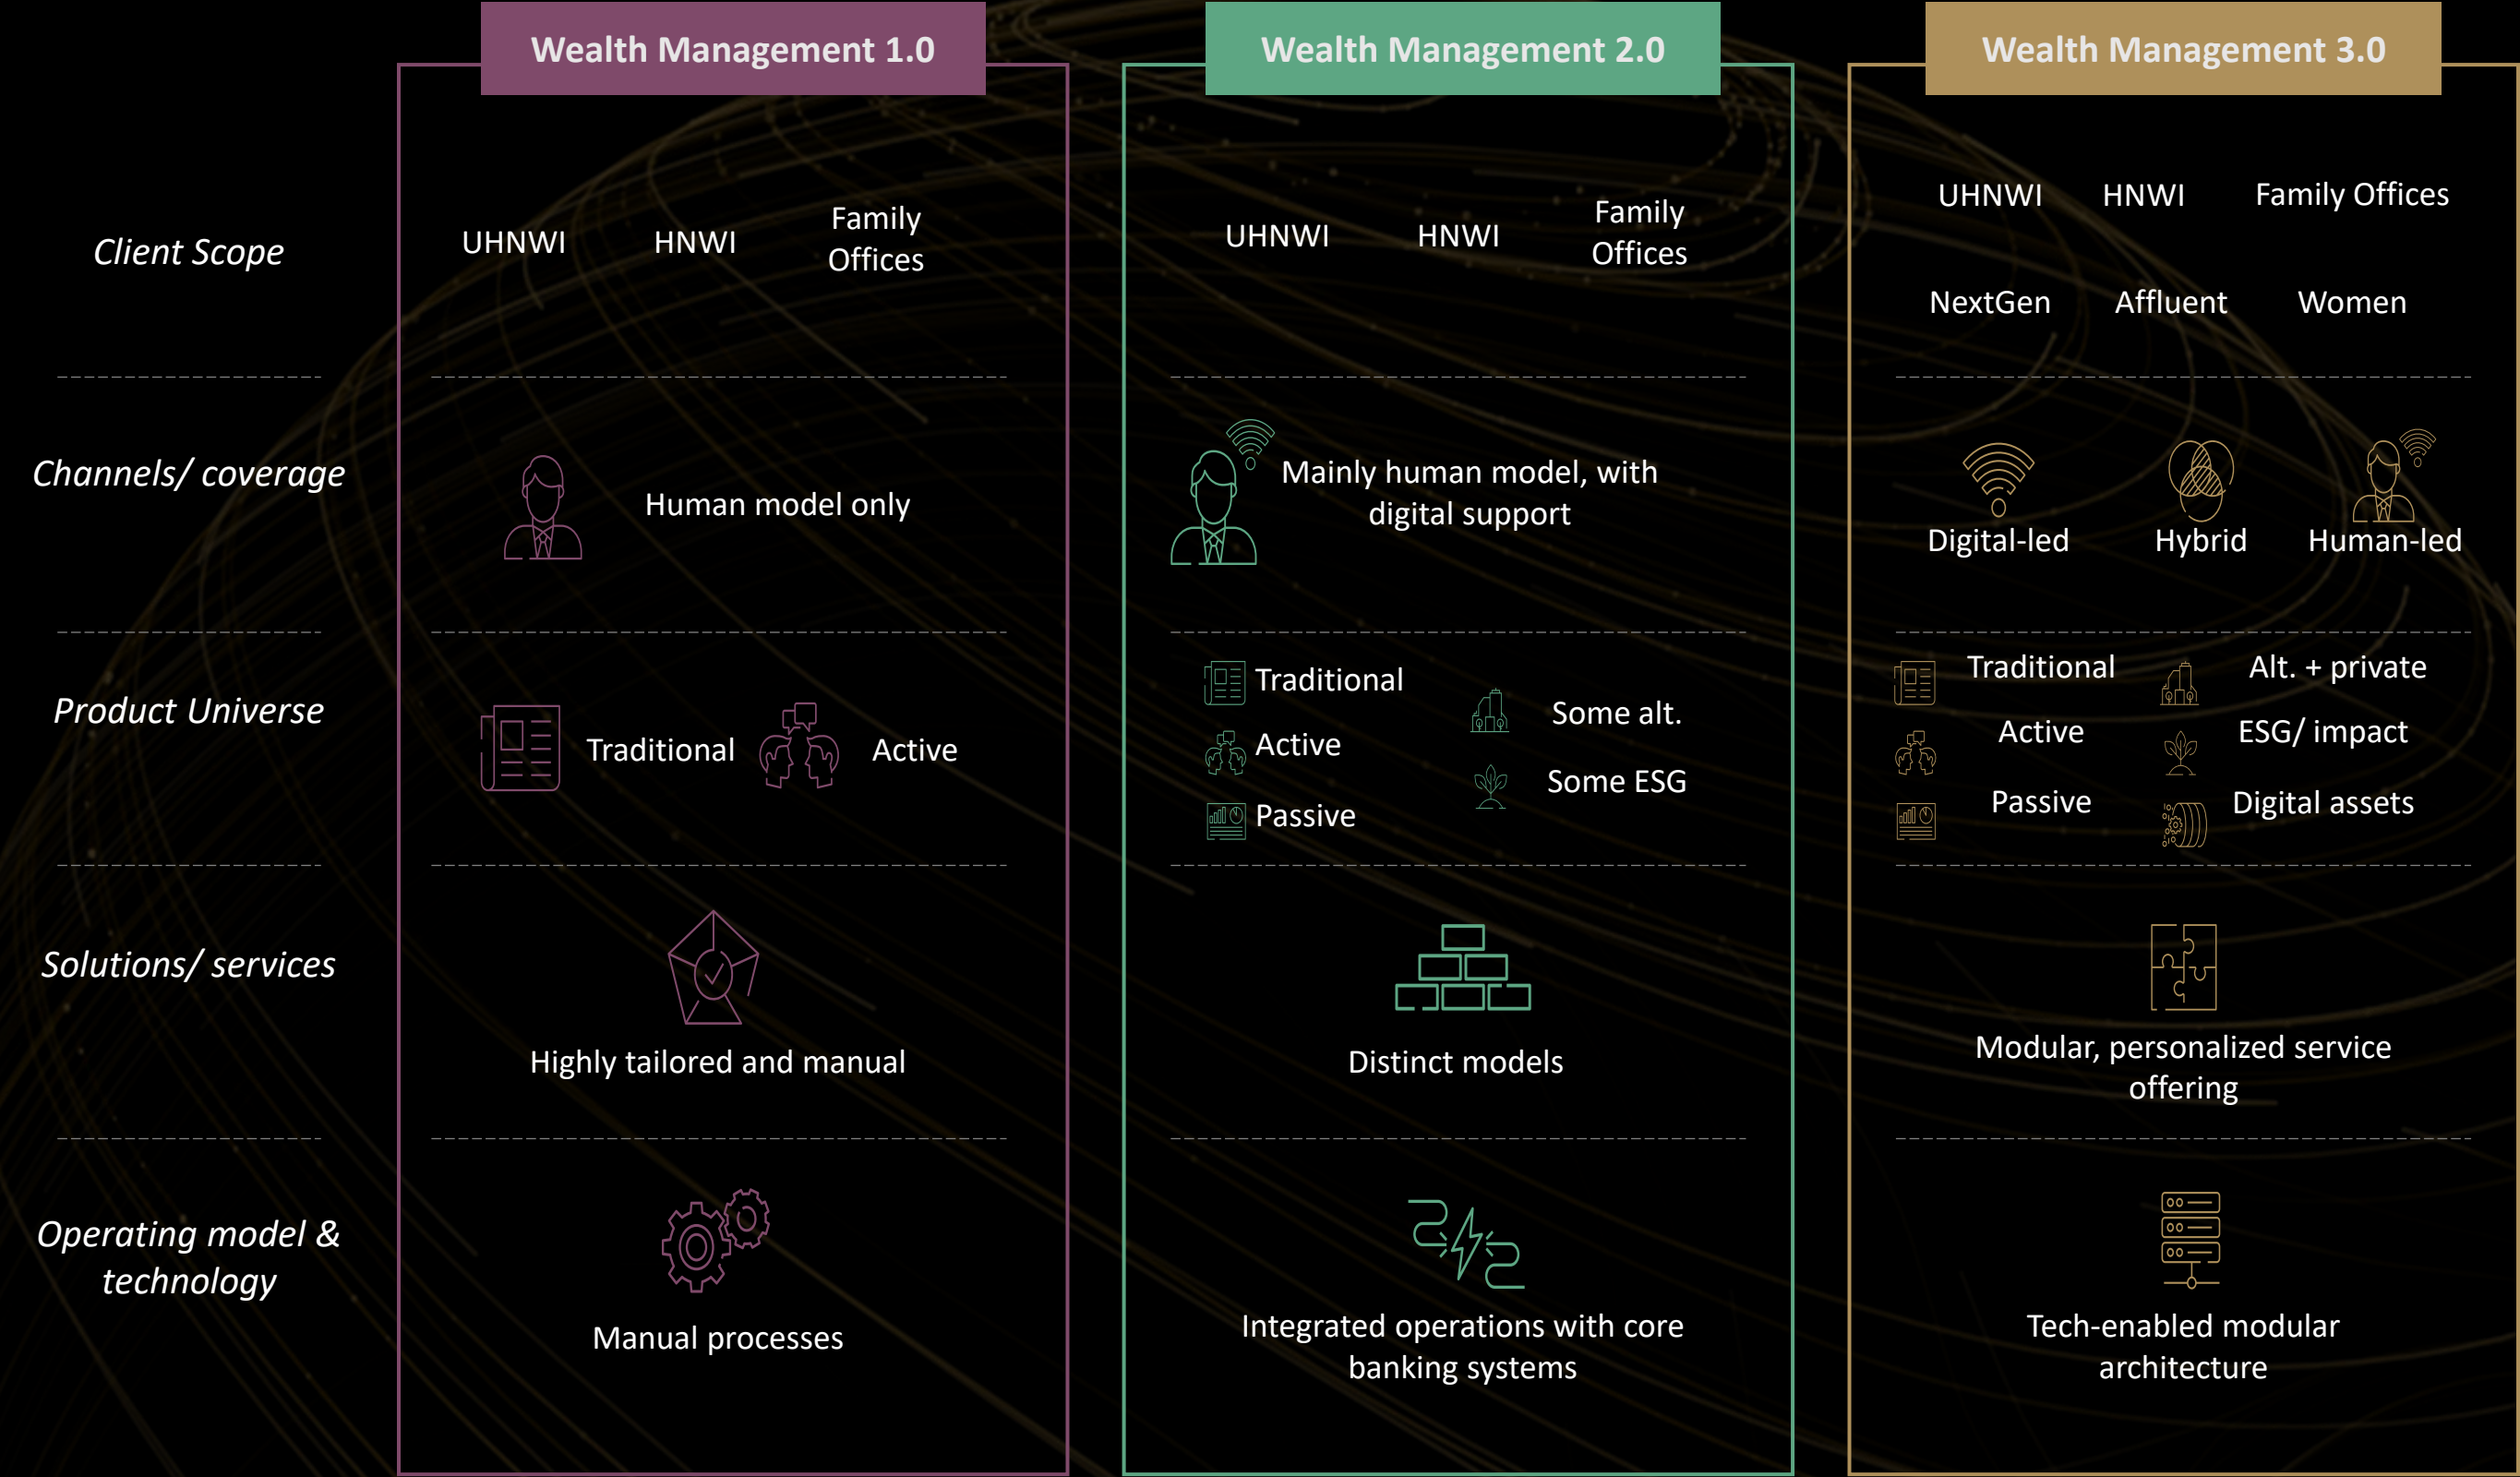 Wealth Management 1.0
Wealth Management 2.0
Wealth Management 3.0
Client Scope
UHNWI
HNWI
Family
Offices
UHNWI
HNWI
Family
Offices
UHNWI
HNWI
Family Offices
NextGen
Affluent
Women
Channels/ coverage
Human model only
Mainly human model, with
digital support
Digital-led
Hybrid
Human-led
Product Universe
Traditional
Active
Traditional
Active
Passive
Some alt.
Some ESG
Traditional
Active
Passive
Alt. + private
ESG/ impact
Digital assets
Solutions/ services
Highly tailored and manual
Distinct models
Modular, personalized service
offering
Operating model &
technology
Manual processes
Integrated operations with core
banking systems
Tech-enabled modular
architecture